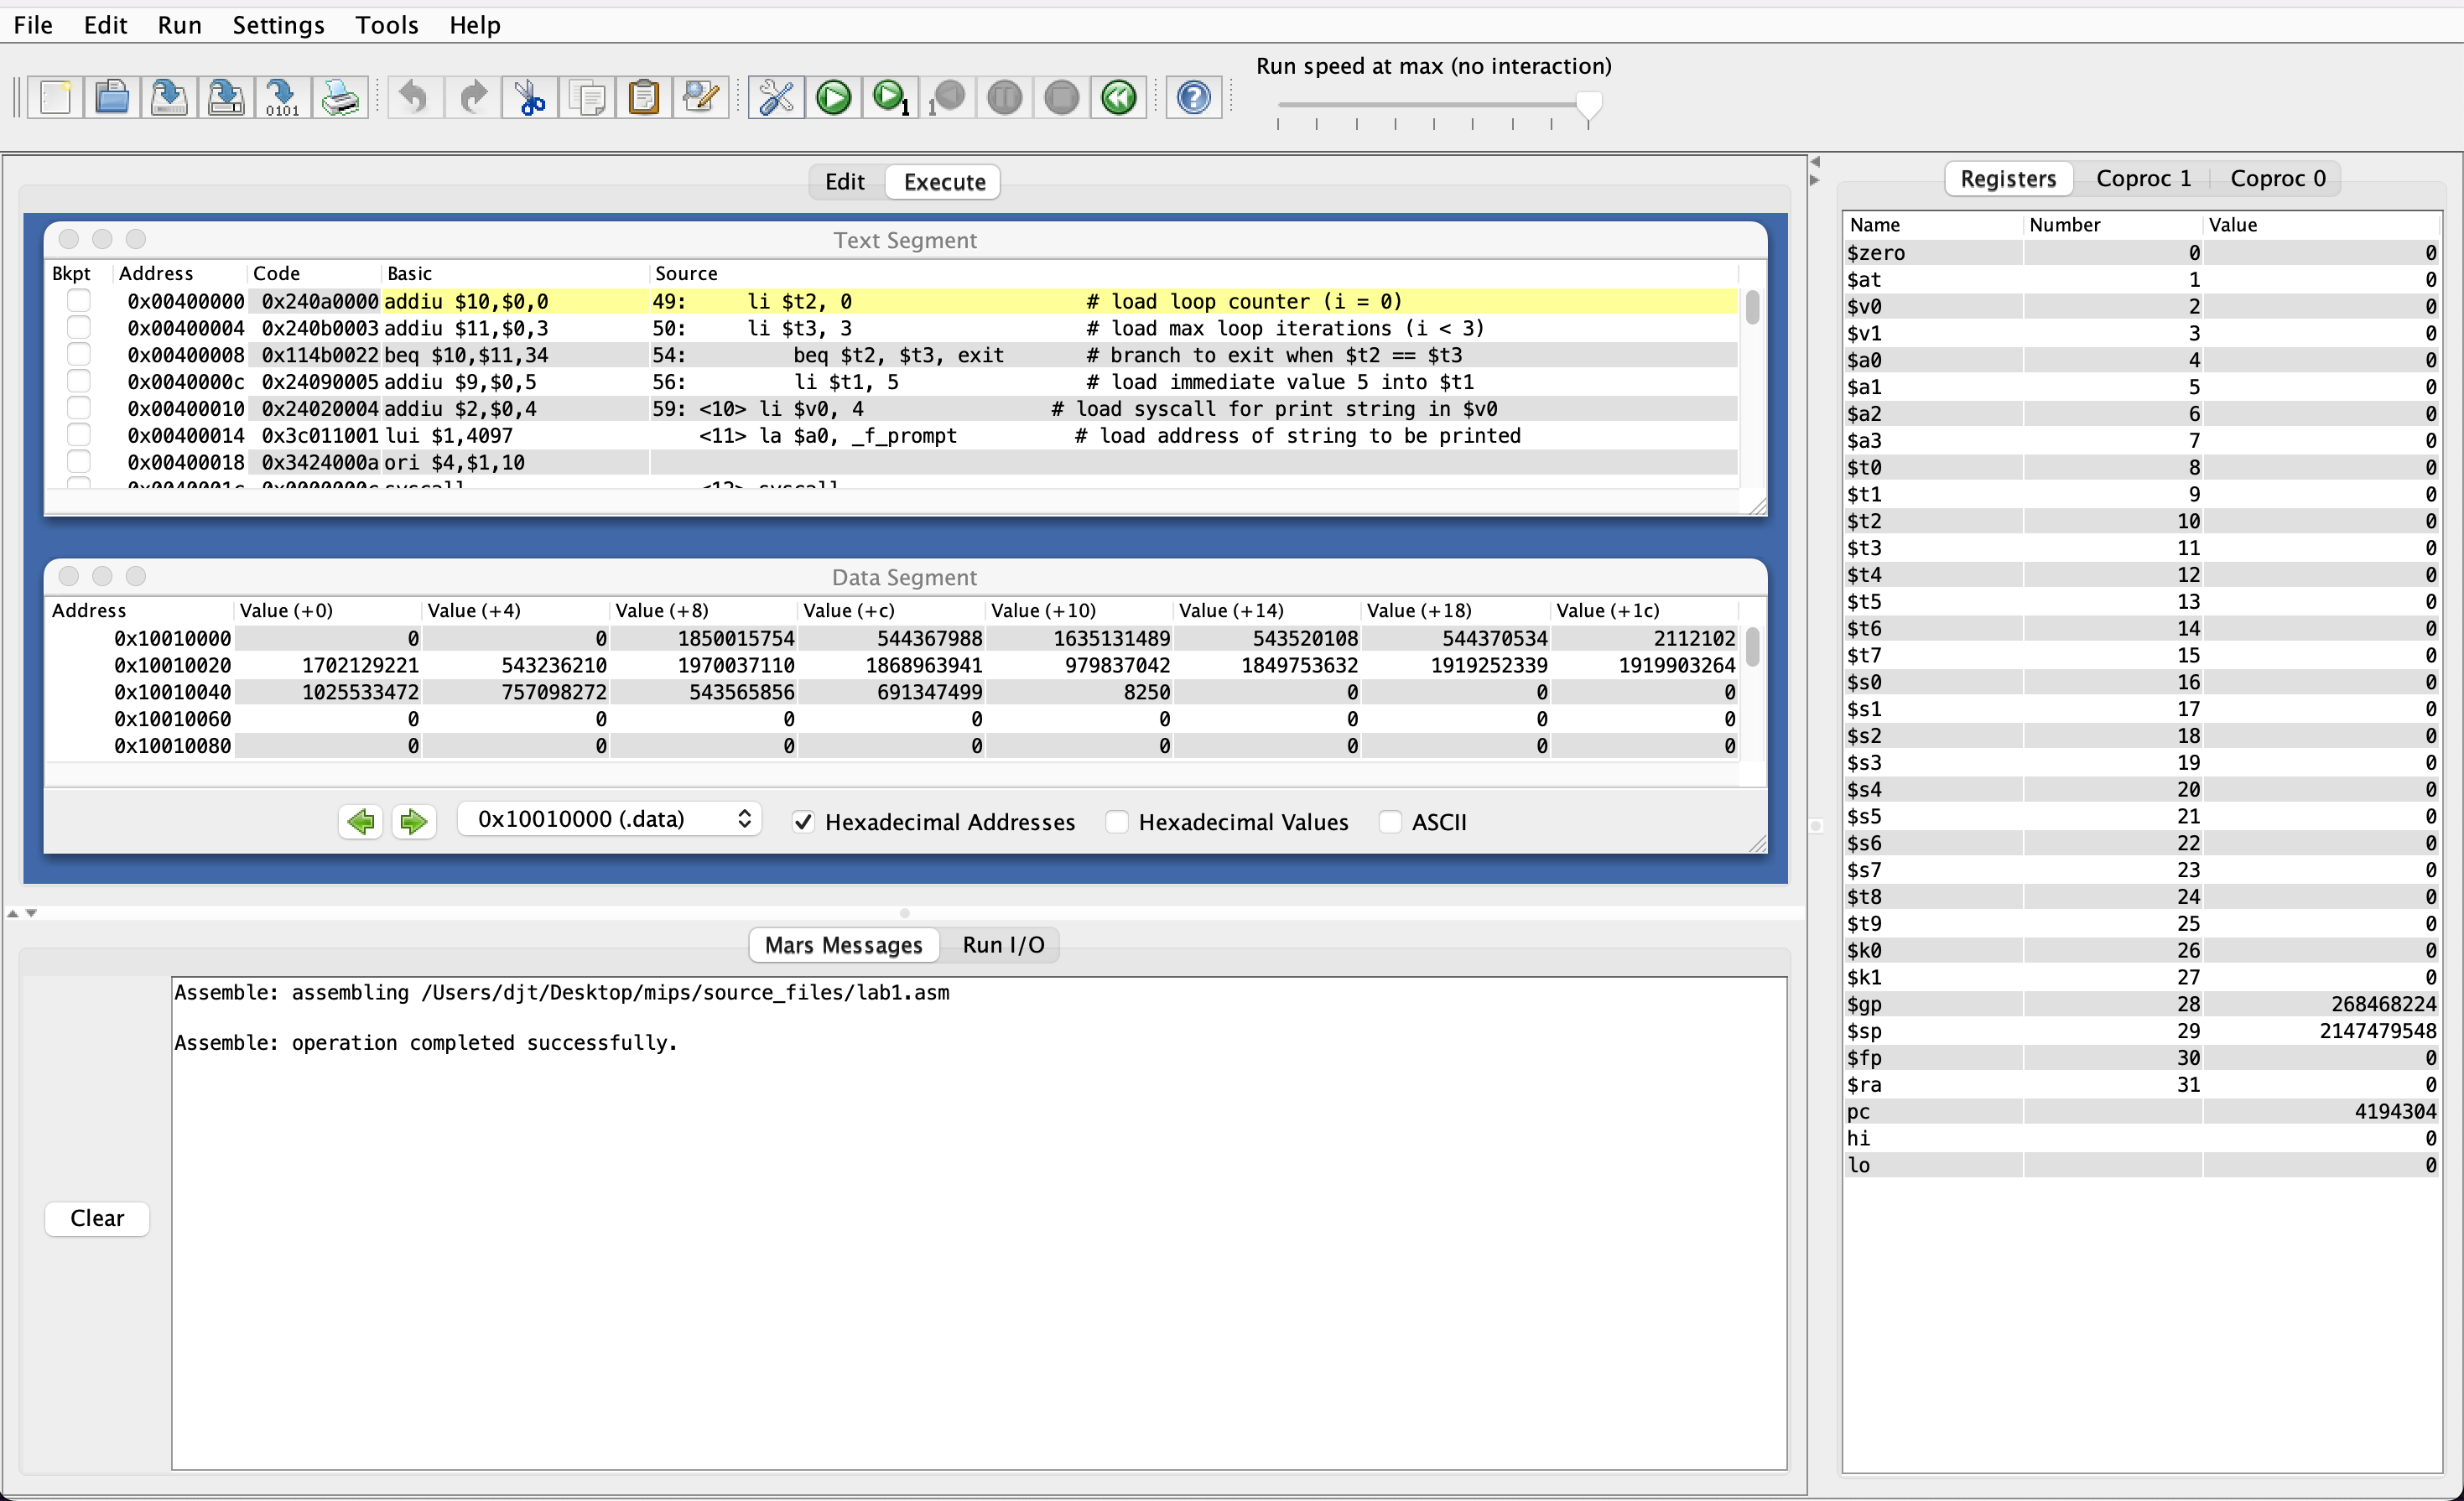 File Edit Run Settings Tools Help
Run speed at max (no interaction)
0101
1
1
Edit Execute
Text Segment
Bkpt Address Code Basic Source
0x00400000 0x240a0000 addiu $10,$0,0 49: li $t2, 0 # load loop counter (i = 0)
0x00400004 0x240b0003 addiu $11,$0,3 50: li $t3, 3 # load max loop iterations (i < 3)
0x00400008 0x114b0022 beq $10,$11,34 54: beq $t2, $t3, exit # branch to exit when $t2 == $t3
0x0040000c 0x24090005 addiu $9,$0,5 56: li $t1, 5 # load immediate value 5 into $t1
0x00400010 0x24020004 addiu $2,$0,4 59: <10> li $v0, 4 # load syscall for print string in $v0
0x00400014 0x3c011001 lui $1,4097 <11> la $a0, _f_prompt # load address of string to be printed
0x00400018 0x3424000a ori $4,$1,10
0x0040001c 0x0000000c syscall <12> syscall
Data Segment
Address Value (+0) Value (+4) Value (+8) Value (+c) Value (+10) Value (+14) Value (+18) Value (+1c)
0x10010000 0 0 1850015754 544367988 1635131489 543520108 544370534 2112102
0x10010020 1702129221 543236210 1970037110 1868963941 979837042 1849753632 1919252339 1919903264
0x10010040 1025533472 757098272 543565856 691347499 8250 0 0 0
0x10010060 0 0 0 0 0 0 0 0
0x10010080 0 0 0 0 0 0 0 0
0x10010000 (.data) Hexadecimal Addresses Hexadecimal Values ASCII
Mars Messages Run I/O
Assemble: assembling /Users/djt/Desktop/mips/source_files/lab1.asm
Assemble: operation completed successfully.
Clear
Registers Coproc 1 Coproc 0
Name Number Value
$zero 0 0
$at 1 0
$v0 2 0
$v1 3 0
$a0 4 0
$a1 5 0
$a2 6 0
$a3 7 0
$t0 8 0
$t1 9 0
$t2 10 0
$t3 11 0
$t4 12 0
$t5 13 0
$t6 14 0
$t7 15 0
$s0 16 0
$s1 17 0
$s2 18 0
$s3 19 0
$s4 20 0
$s5 21 0
$s6 22 0
$s7 23 0
$t8 24 0
$t9 25 0
$k0 26 0
$k1 27 0
$gp 28 268468224
$sp 29 2147479548
$fp 30 0
$ra 31 0
pc 4194304
hi 0
lo 0